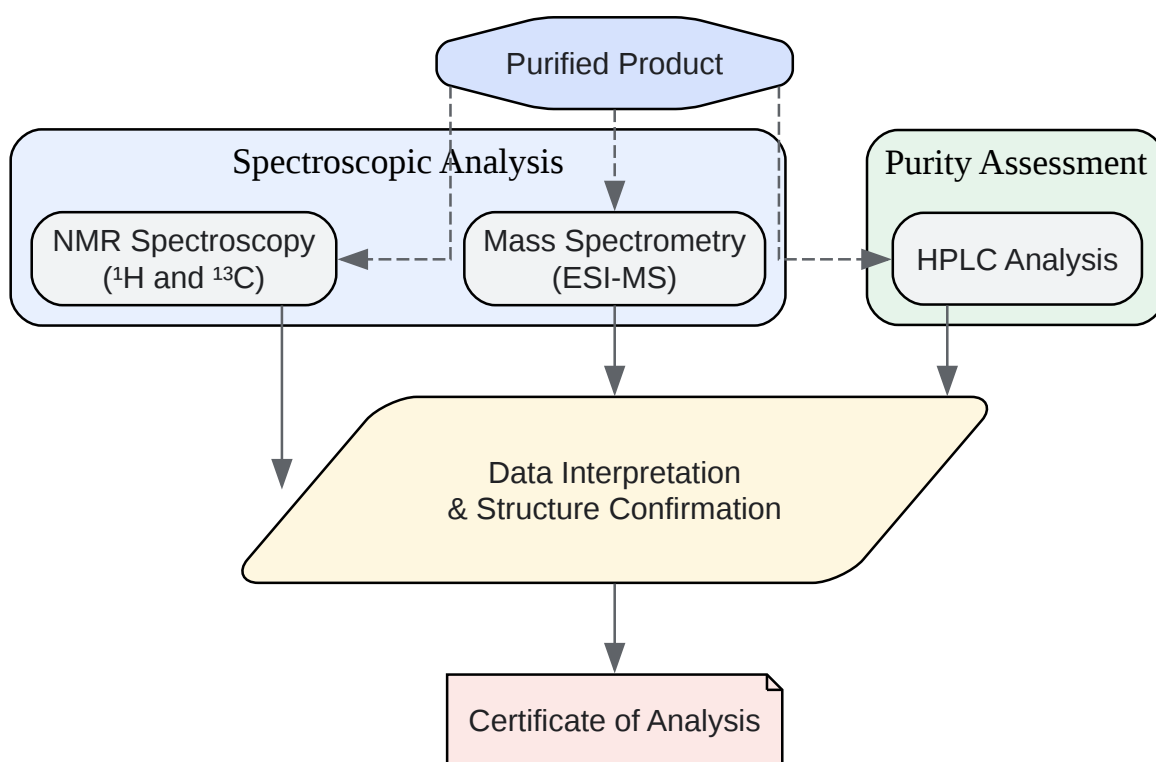 Purified Product
Spectroscopic Analysis
Purity Assessment
NMR Spectroscopy
(¹H and ¹³C)
Mass Spectrometry
(ESI-MS)
HPLC Analysis
Data Interpretation
& Structure Confirmation
Certificate of Analysis